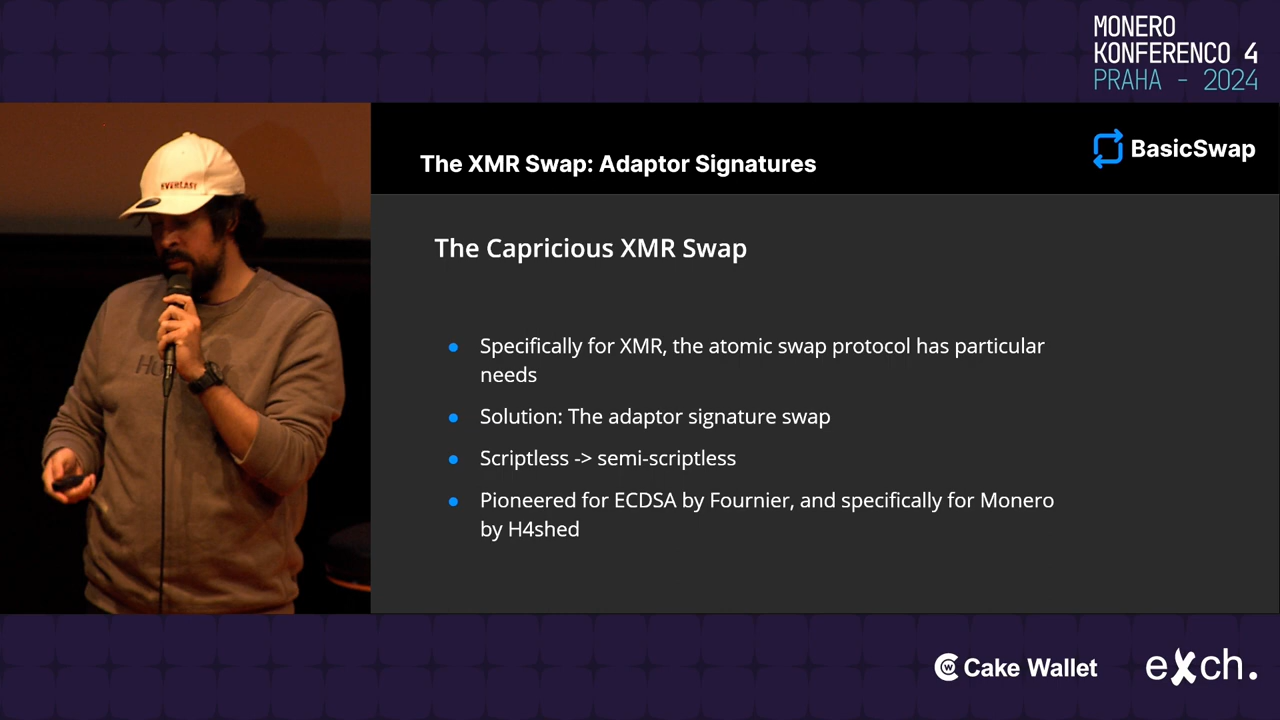 MONERO
KONFERENCO 4
PRAHA - 2024
BasicSwap
The XMR Swap: Adaptor Signatures
The Capricious XMR Swap
Specifically for XMR, the atomic swap protocol has particular
needs
Solution: The adaptor signature swap
Scriptless -> semi-scriptless
Pioneered for ECDSA by Fournier, and specifically for Monero
by H4shed
EVERLAST
Cake Wallet
eXch.